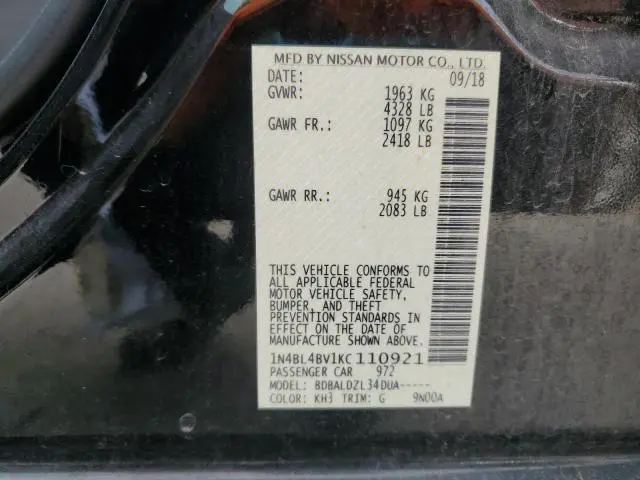 MFD BY NISSAN MOTOR CO., LTD.
DATE: 09/18
GVWR: 1963 KG
4328 LB
GAWR FR.: 1097 KG
2418 LB
GAWR RR.: 945 KG
2083 LB
THIS VEHICLE CONFORMS TO
ALL APPLICABLE FEDERAL
MOTOR VEHICLE SAFETY,
BUMPER, AND THEFT
PREVENTION STANDARDS IN
EFFECT ON THE DATE OF
MANUFACTURE SHOWN ABOVE.
1N4BL4BV1KC110921
PASSENGER CAR 972
MODEL: BDBALDZL34DUA-----
COLOR: KH3 TRIM: G 9N00A